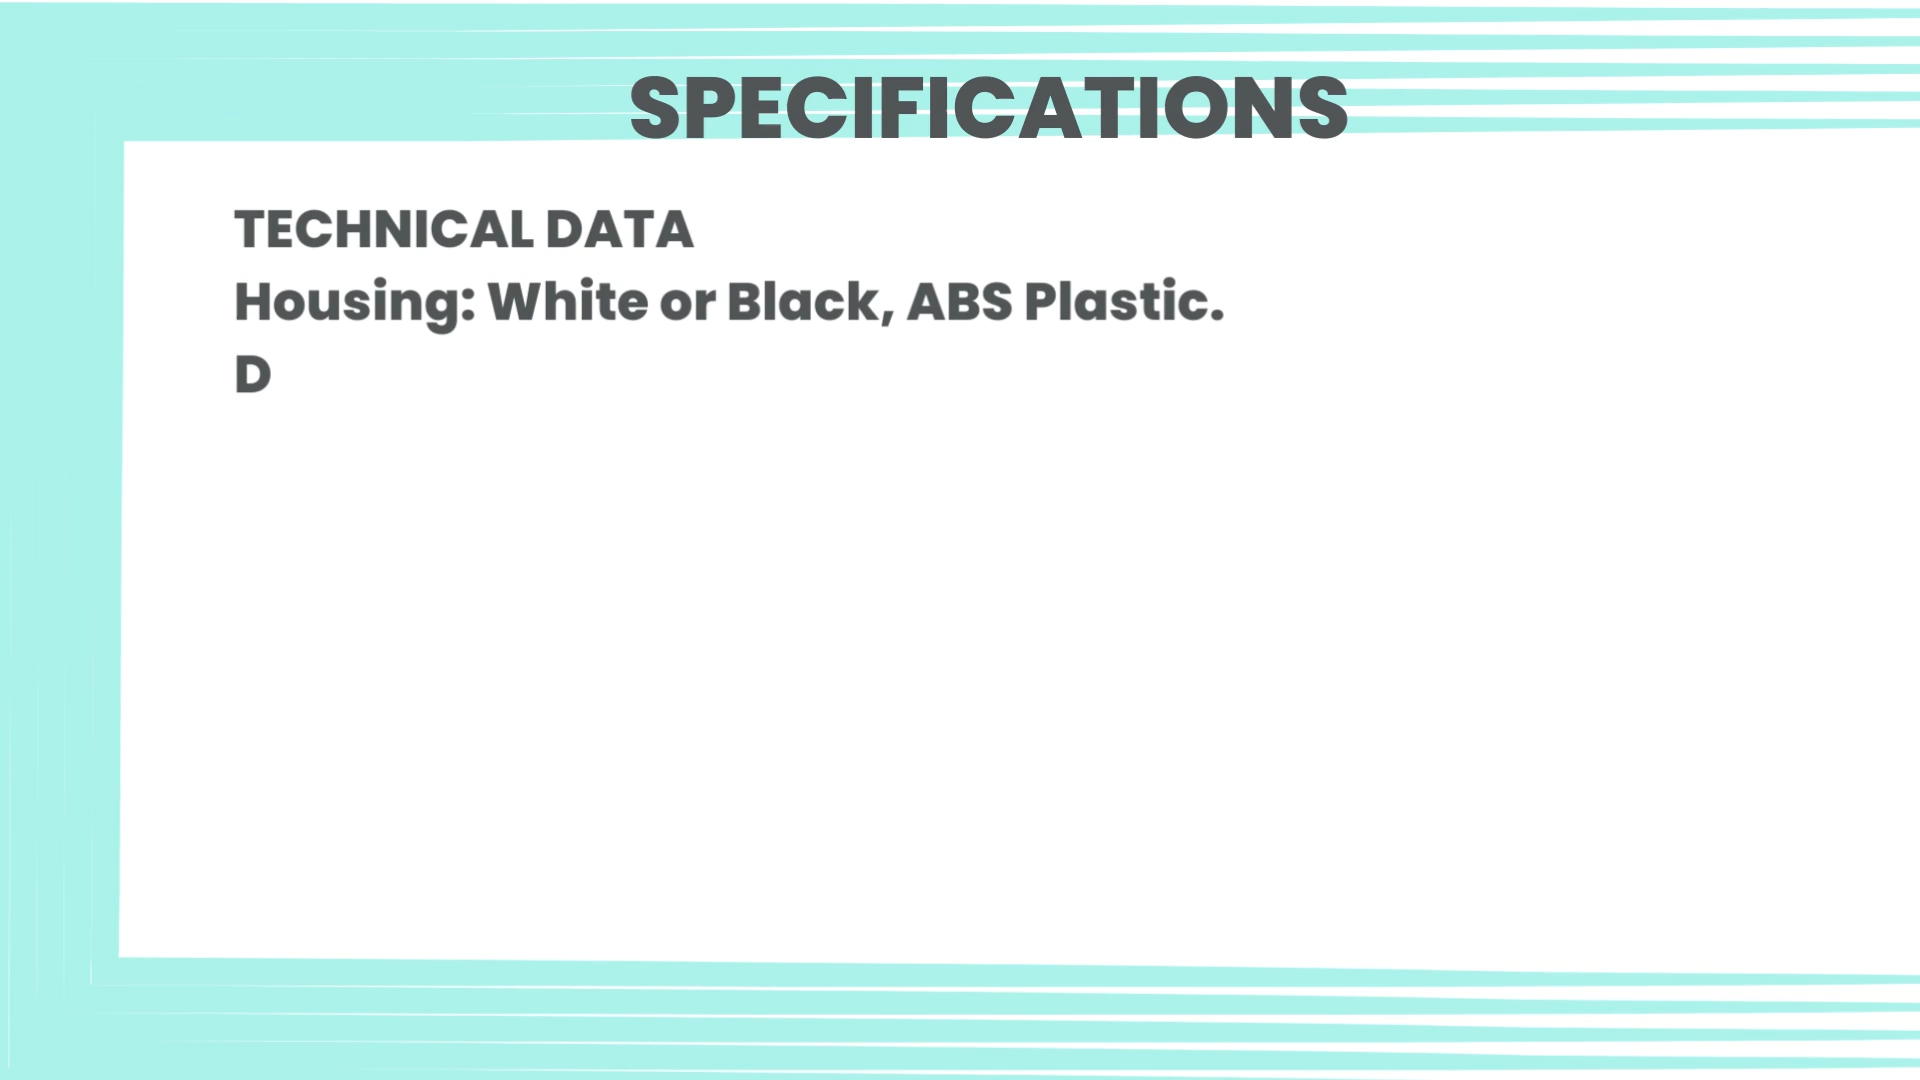 SPECIFICATIONS
TECHNICAL DATA
Housing: White or Black, ABS Plastic.
D